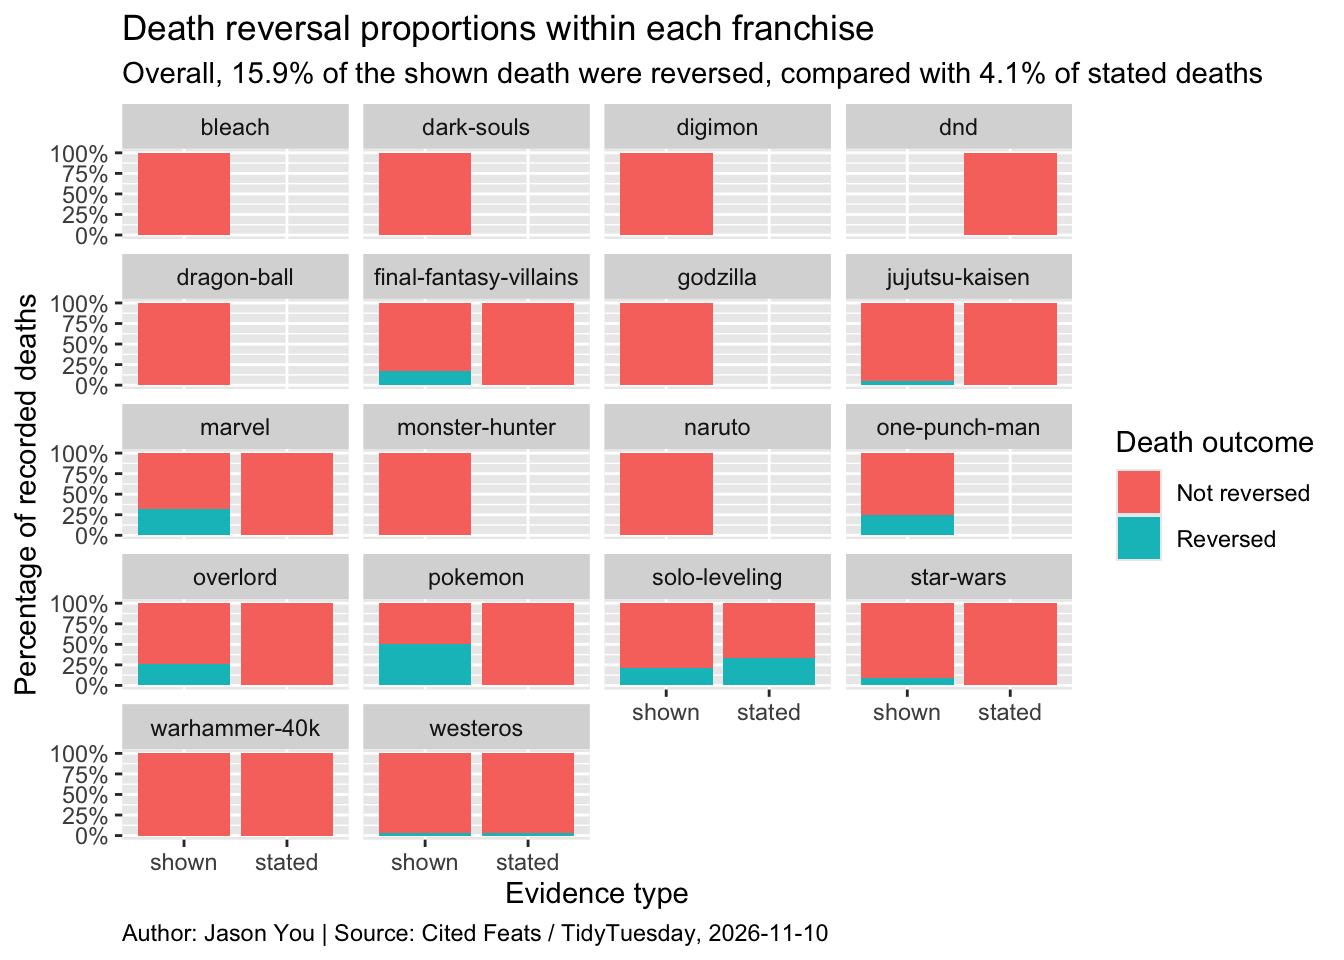 Death reversal proportions within each franchise
Overall, 15.9% of the shown death were reversed, compared with 4.1% of stated deaths
bleach dark-souls digimon dnd
100%
75%
50%
25%
0%
dragon-ball final-fantasy-villains godzilla jujutsu-kaisen
100%
75%
50%
25%
0%
marvel monster-hunter naruto one-punch-man
100%
75%
50%
25%
0%
overlord pokemon solo-leveling star-wars
100%
75%
50%
25%
0%
shown stated shown stated
warhammer-40k westeros
100%
75%
50%
25%
0%
shown stated shown stated
Percentage of recorded deaths
Evidence type
Death outcome
Not reversed
Reversed
Author: Jason You | Source: Cited Feats / TidyTuesday, 2026-11-10